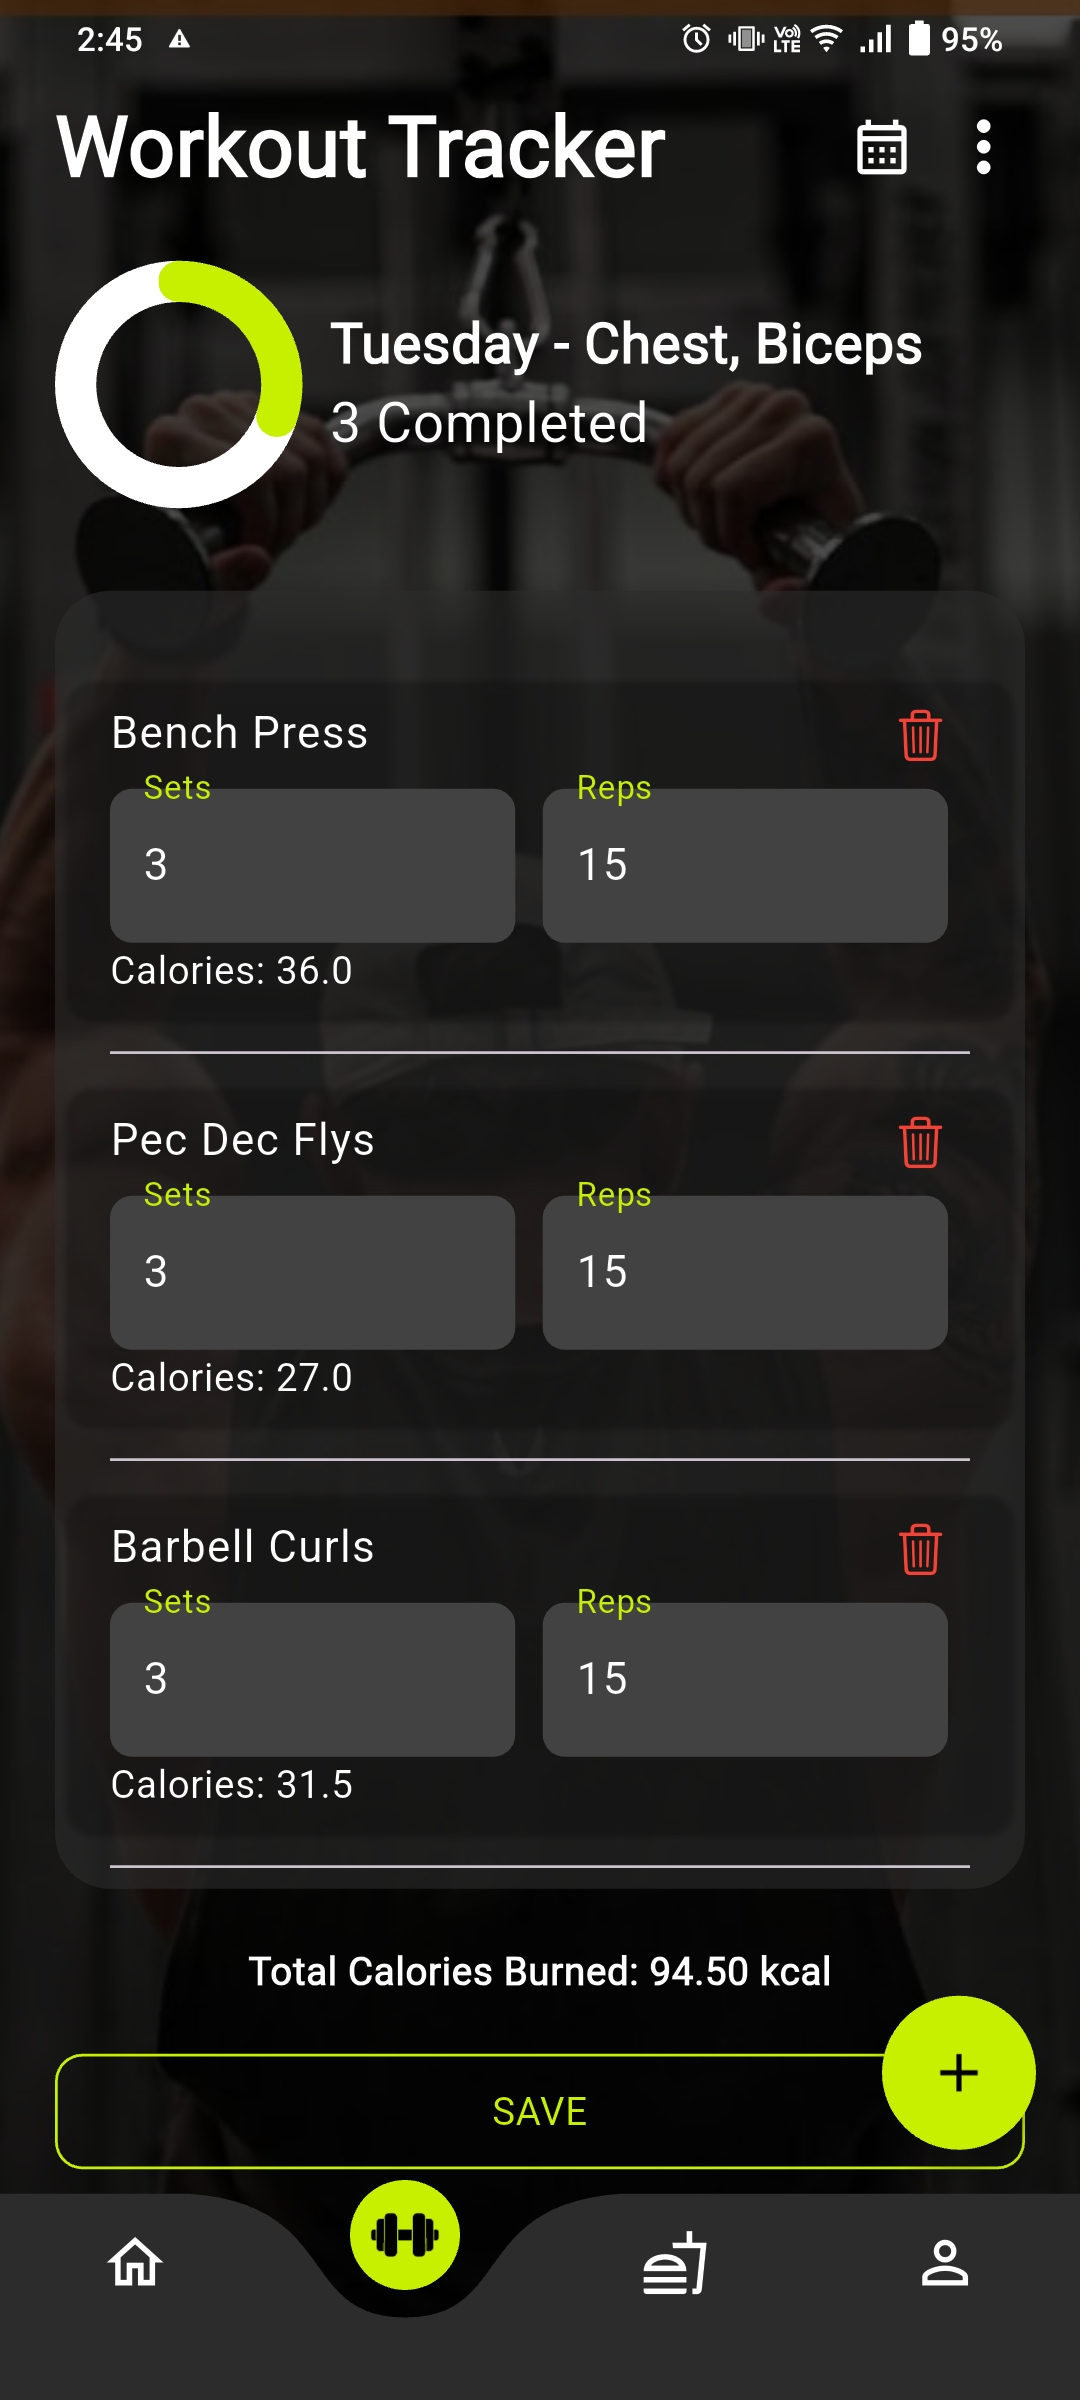 2:45 Vo)) LTE 95%
Workout Tracker
Tuesday - Chest, Biceps
3 Completed
Bench Press
Sets Reps
3 15
Calories: 36.0
Pec Dec Flys
Sets Reps
3 15
Calories: 27.0
Barbell Curls
Sets Reps
3 15
Calories: 31.5
Total Calories Burned: 94.50 kcal
SAVE